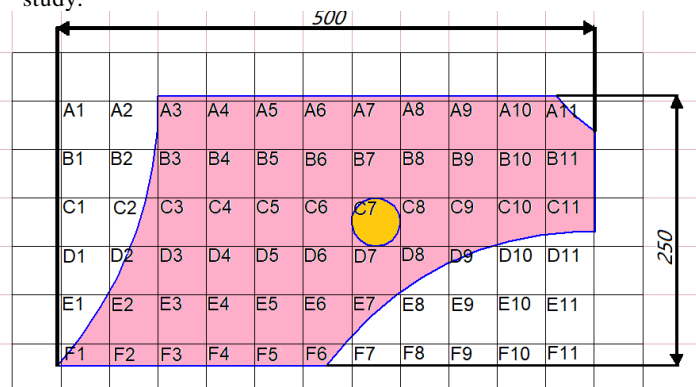 study.
500
A1 A2 A3 A4 A5 A6 A7 A8 A9 A10 A11
B1 B2 B3 B4 B5 B6 B7 B8 B9 B10 B11
C1 C2 C3 C4 C5 C6 C7 C8 C9 C10 C11
D1 D2 D3 D4 D5 D6 D7 D8 D9 D10 D11
250
E1 E2 E3 E4 E5 E6 E7 E8 E9 E10 E11
F1 F2 F3 F4 F5 F6 F7 F8 F9 F10 F11